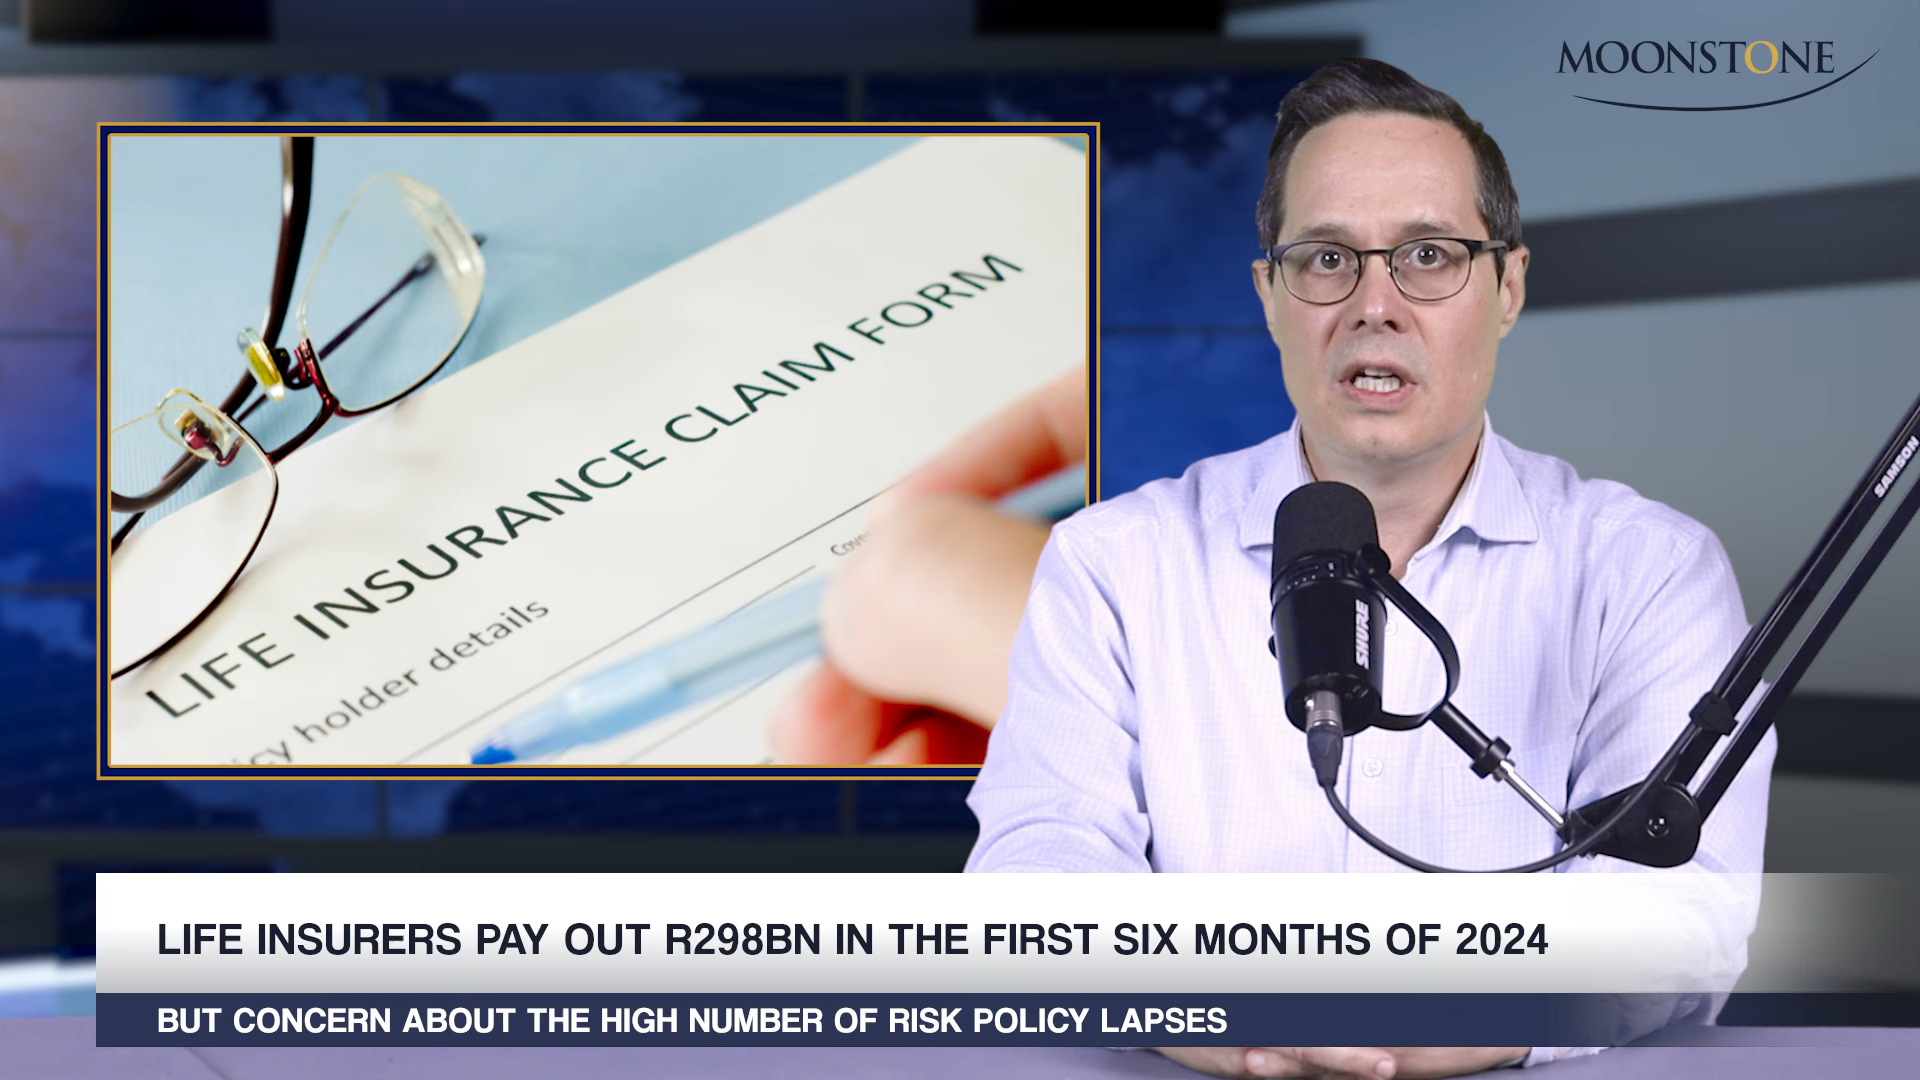 MOONSTONE
LIFE INSURANCE CLAIM FORM
holder details
SAMSON
SHURE
LIFE INSURERS PAY OUT R298BN IN THE FIRST SIX MONTHS OF 2024
BUT CONCERN ABOUT THE HIGH NUMBER OF RISK POLICY LAPSES